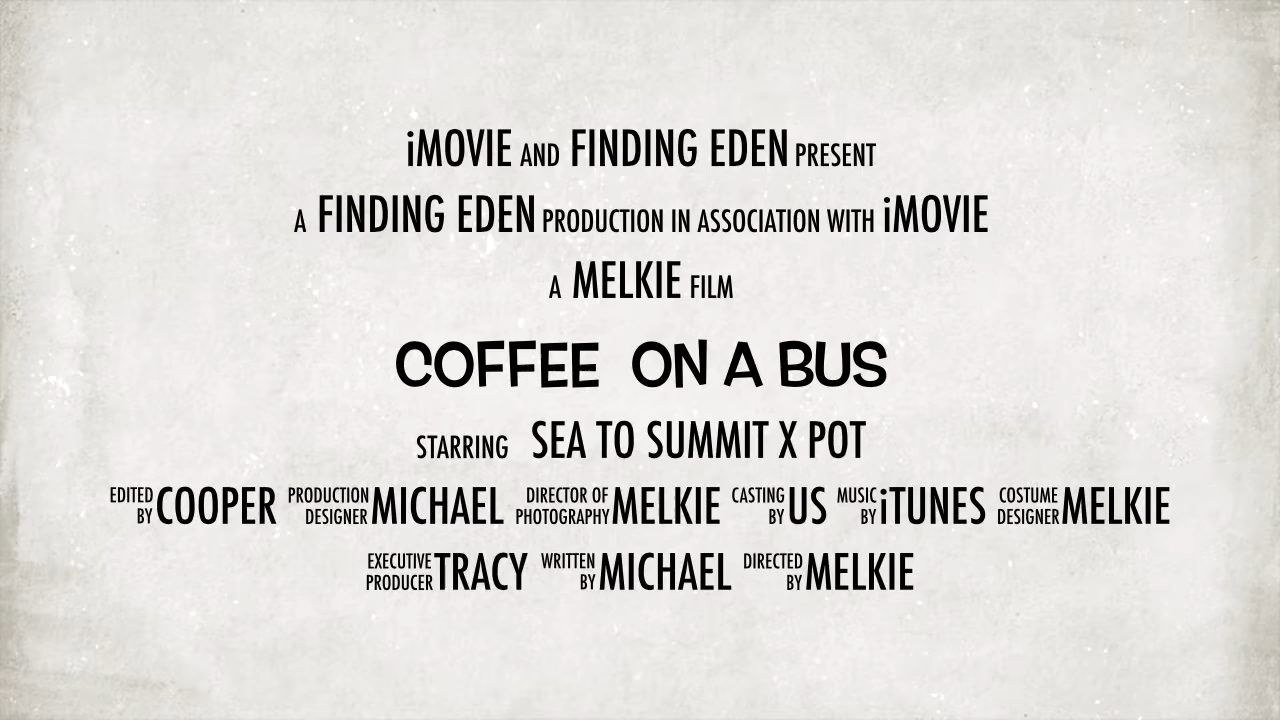 iMOVIE AND FINDING EDEN PRESENT
A FINDING EDEN PRODUCTION IN ASSOCIATION WITH iMOVIE
A MELKIE FILM
COFFEE ON A BUS
STARRING SEA TO SUMMIT X POT
EDITED BY COOPER PRODUCTION DESIGNER MICHAEL DIRECTOR OF PHOTOGRAPHY MELKIE CASTING BY US MUSIC BY iTUNES COSTUME DESIGNER MELKIE
EXECUTIVE PRODUCER TRACY WRITTEN BY MICHAEL DIRECTED BY MELKIE